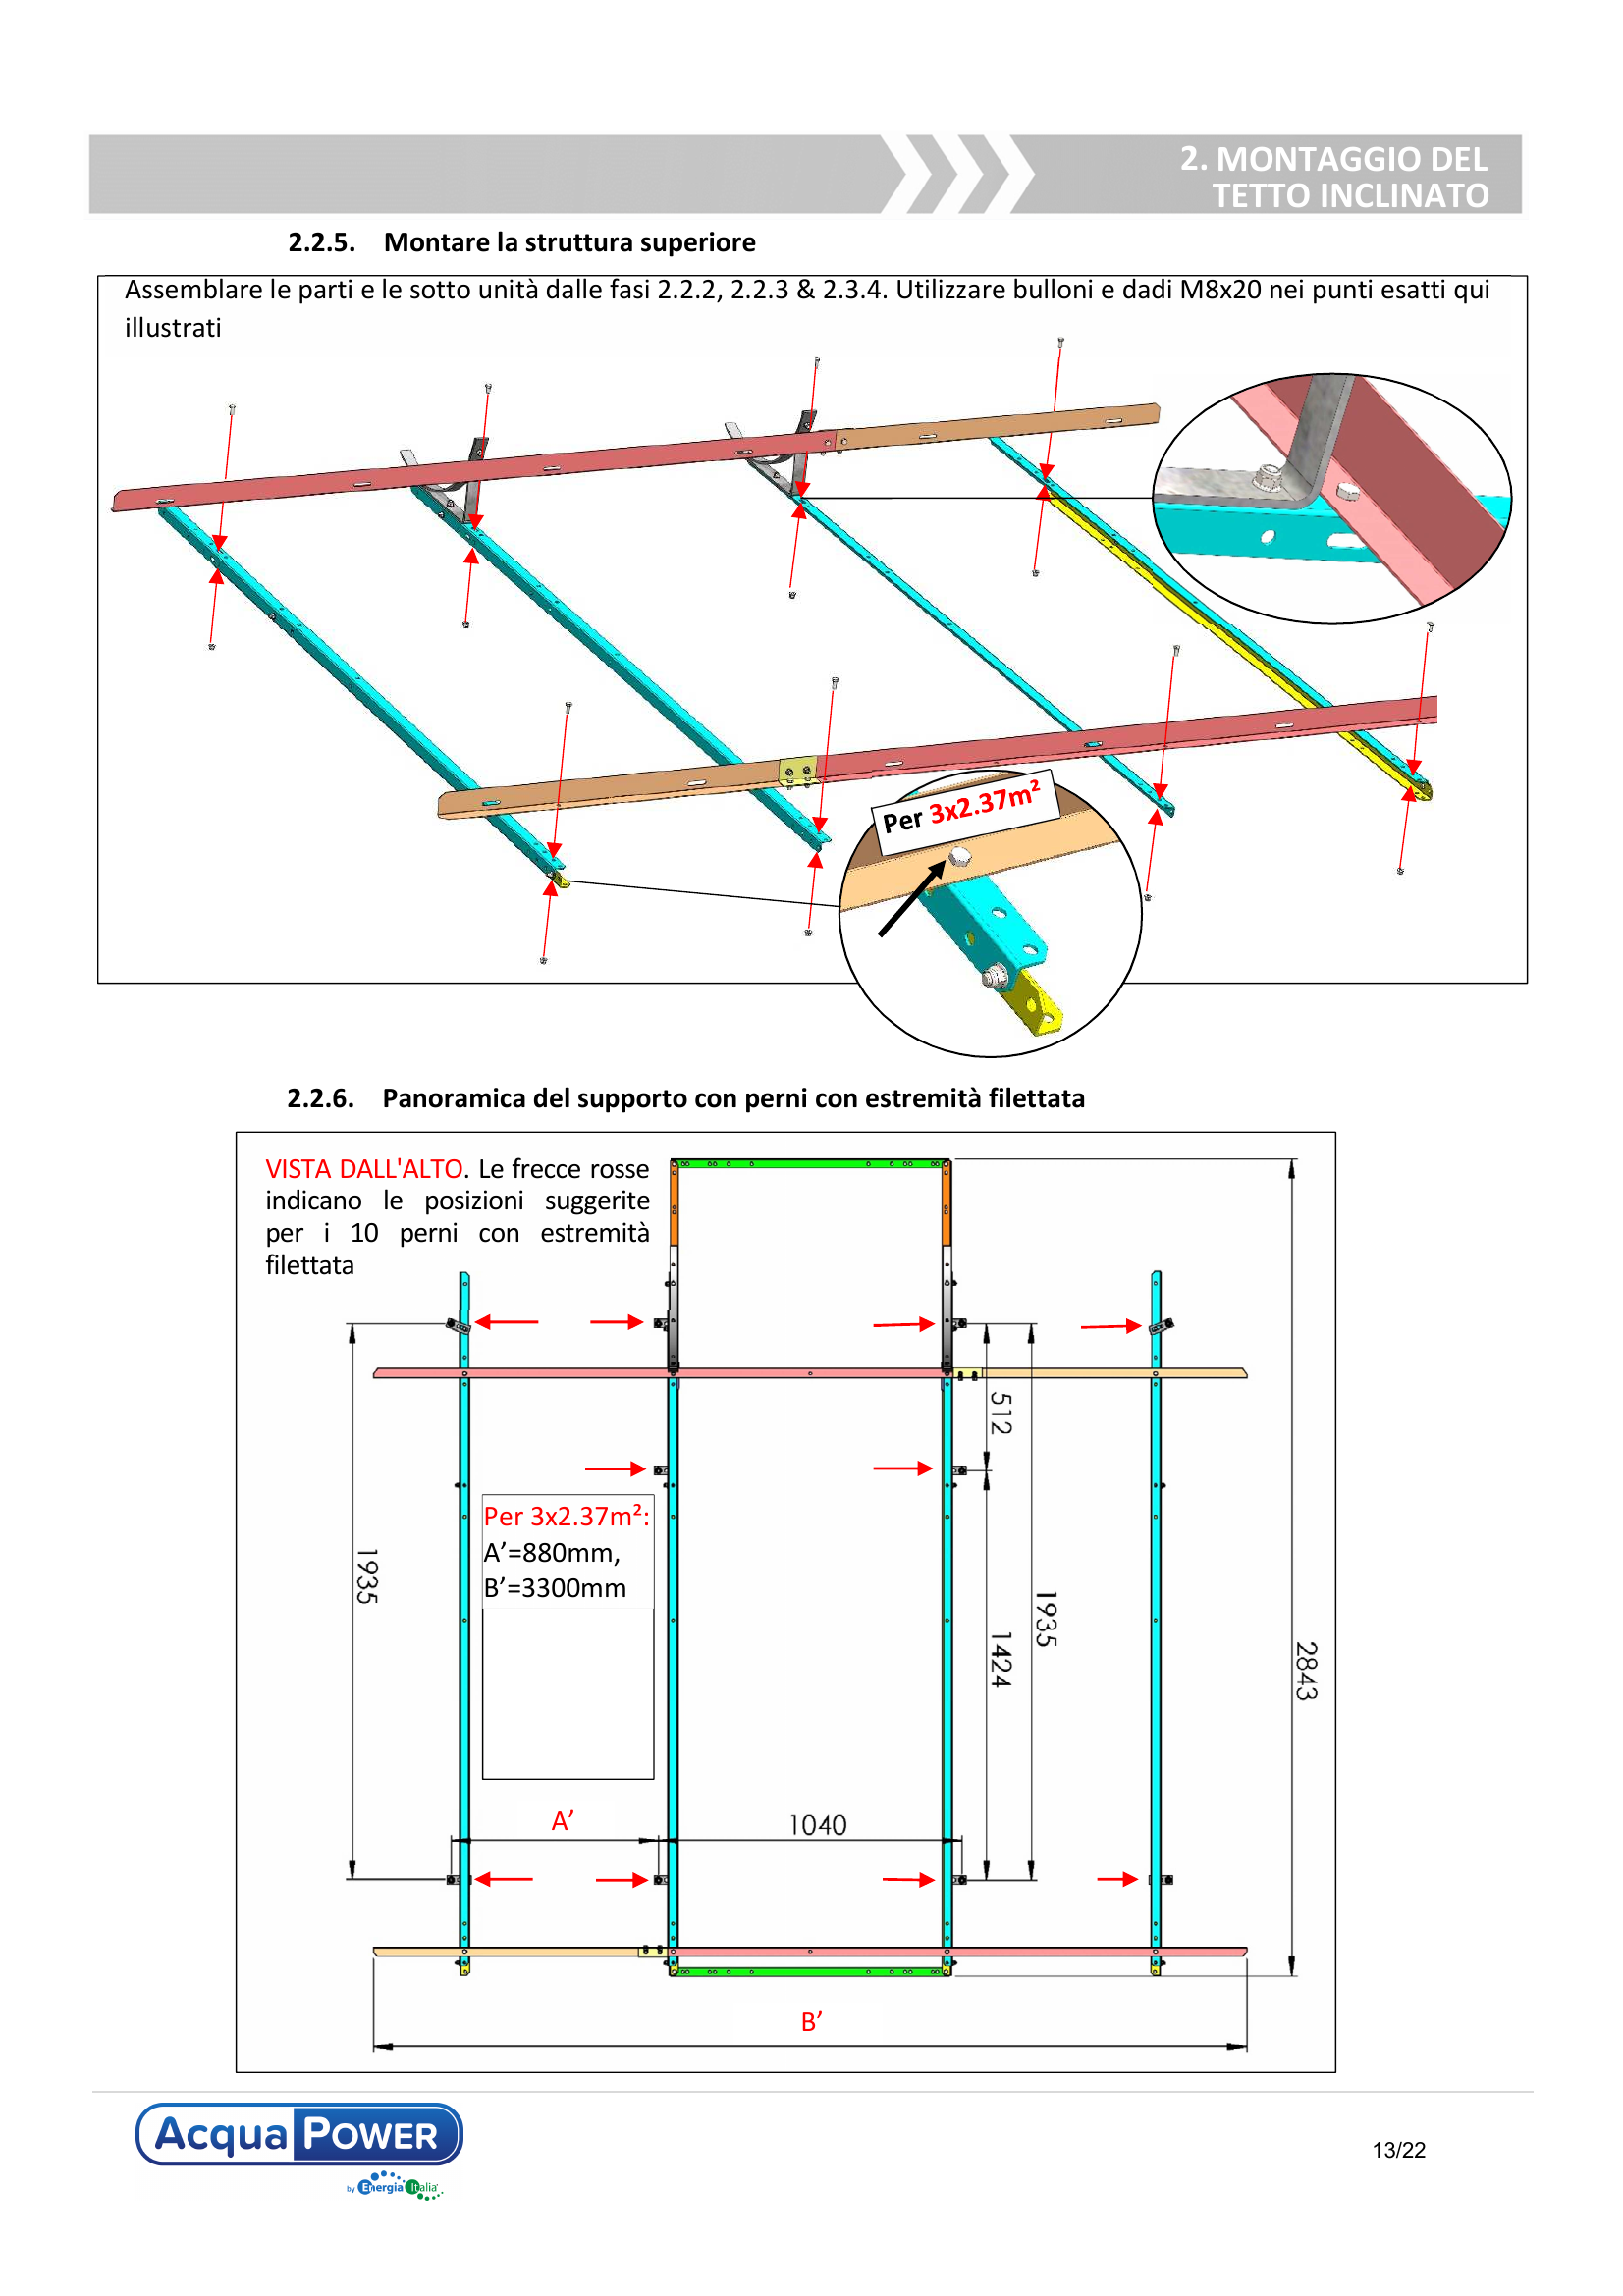 2. MONTAGGIO DEL
TETTO INCLINATO
2.2.5. Montare la struttura superiore
Assemblare le parti e le sotto unità dalle fasi 2.2.2, 2.2.3 & 2.3.4. Utilizzare bulloni e dadi M8x20 nei punti esatti qui
illustrati
Per 3x2.37m²
2.2.6. Panoramica del supporto con perni con estremità filettata
VISTA DALL'ALTO. Le frecce rosse
indicano le posizioni suggerite
per i 10 perni con estremità
filettata
512
Per 3x2.37m²:
A’=880mm,
B’=3300mm
1935
1935
1424
2843
A’
1040
B’
Acqua POWER
by Energia Italia
13/22